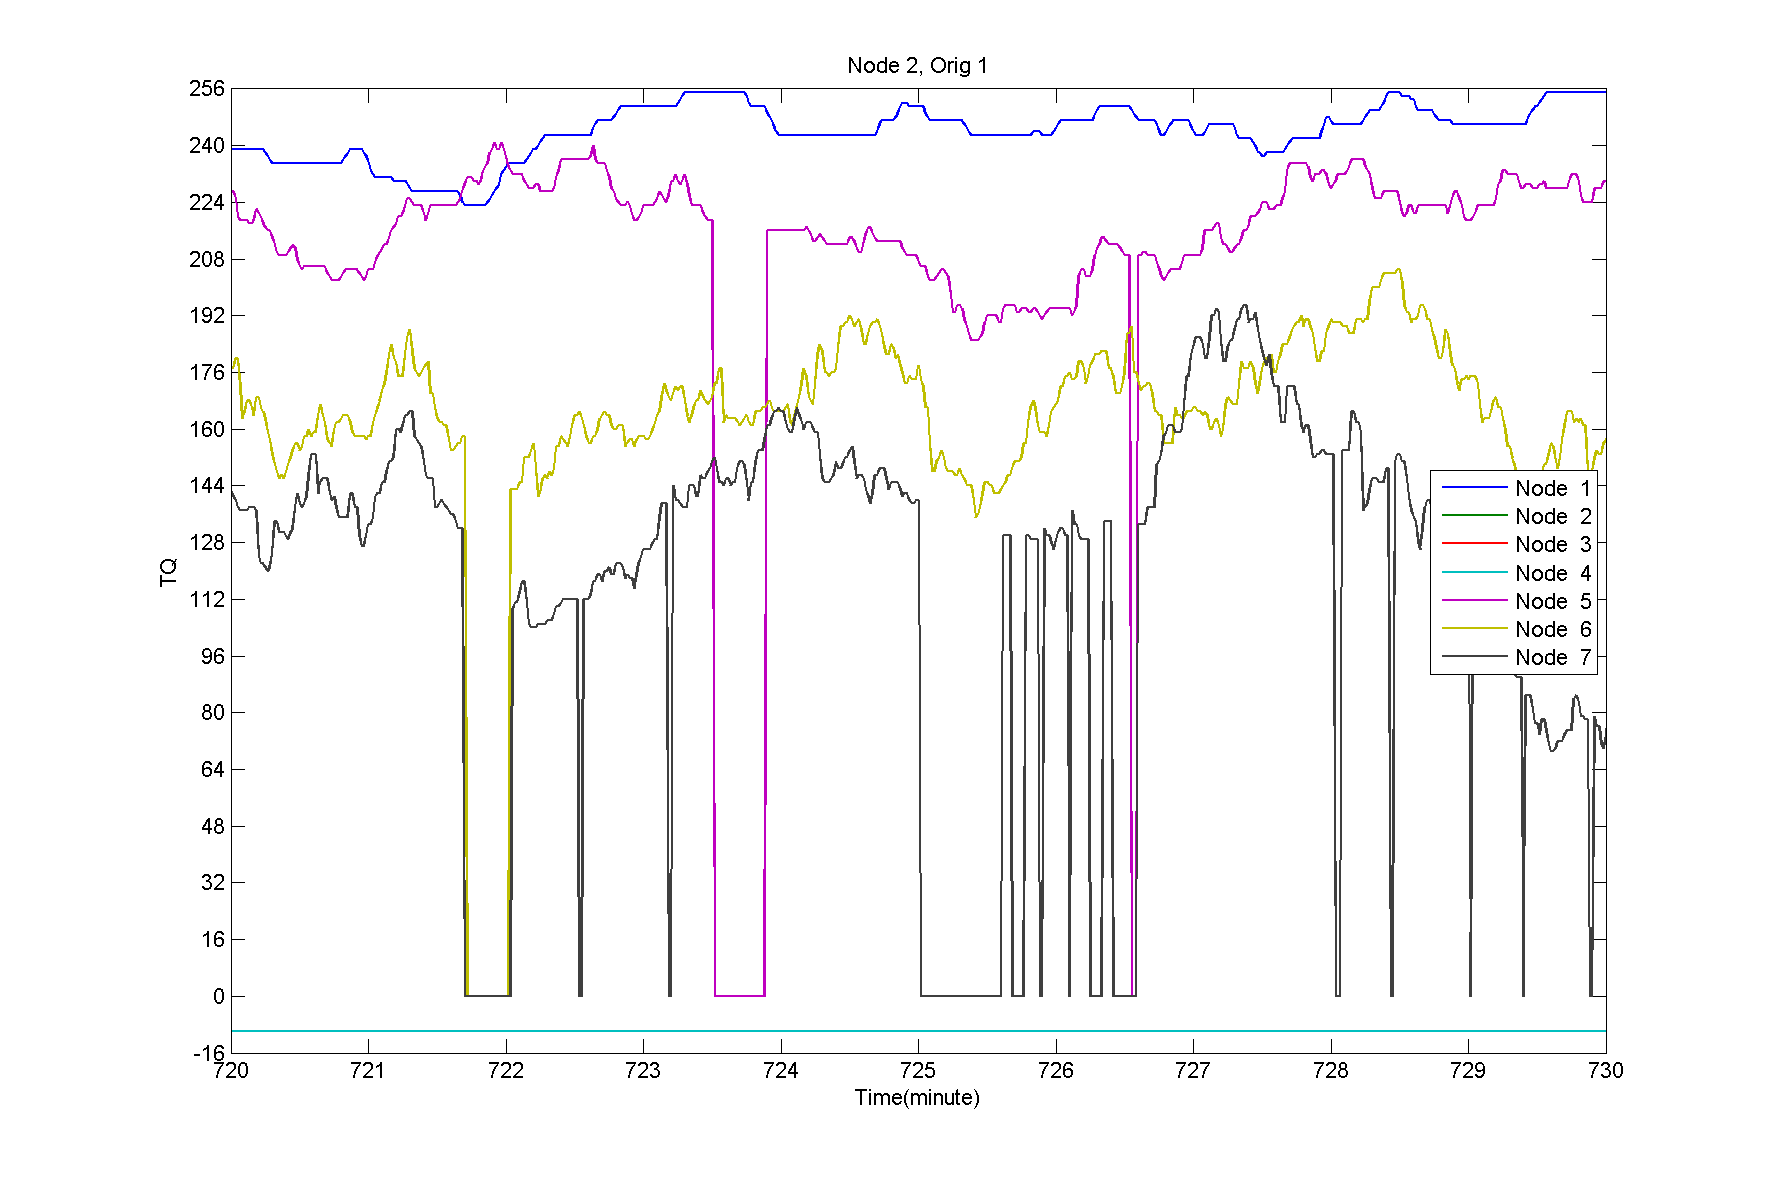 Node 2, Orig 1
256
240
224
208
192
176
160
144
128
112
96
80
64
48
32
16
0
-16
TQ
Node 1
Node 2
Node 3
Node 4
Node 5
Node 6
Node 7
720 721 722 723 724 725 726 727 728 729 730
Time(minute)